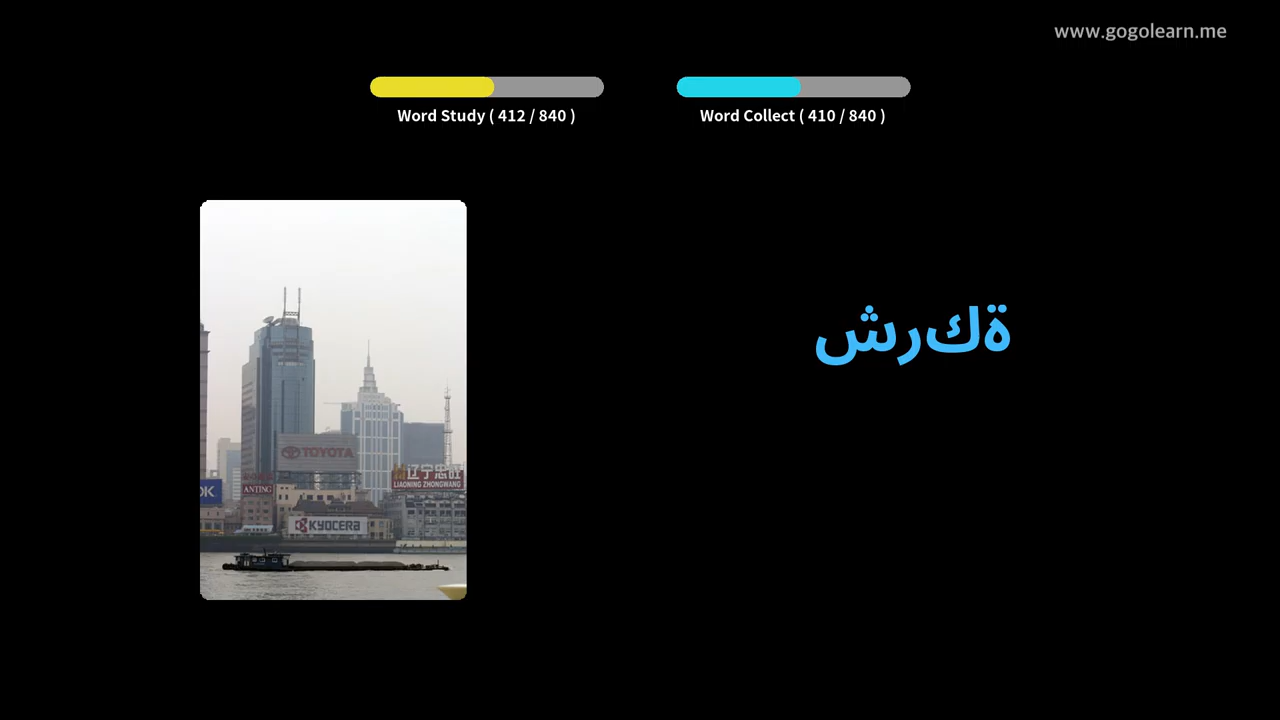 www.gogolearn.me
Word Study ( 412 / 840 )
Word Collect ( 410 / 840 )
شركة
TOYOTA
辽宁忠旺
LIAONING ZHONGWANG
OK
ANTING
KYOCERA